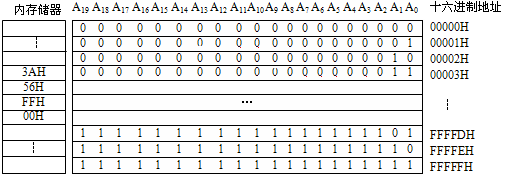 内存储器 A19 A18 A17 A16 A15 A14 A13 A12 A11A10 A9 A8 A7 A6 A5 A4 A3 A2 A1 A0 十六进制地址
0 0 0 0 0 0 0 0 0 0 0 0 0 0 0 0 0 0 0 0 00000H
⋮ 0 0 0 0 0 0 0 0 0 0 0 0 0 0 0 0 0 0 0 1 00001H
0 0 0 0 0 0 0 0 0 0 0 0 0 0 0 0 0 0 1 0 00002H
3AH 0 0 0 0 0 0 0 0 0 0 0 0 0 0 0 0 0 0 1 1 00003H
56H
FFH … ⋮
00H
1 1 1 1 1 1 1 1 1 1 1 1 1 1 1 1 1 1 0 1 FFFFDH
⋮ 1 1 1 1 1 1 1 1 1 1 1 1 1 1 1 1 1 1 1 0 FFFFEH
1 1 1 1 1 1 1 1 1 1 1 1 1 1 1 1 1 1 1 1 FFFFFH